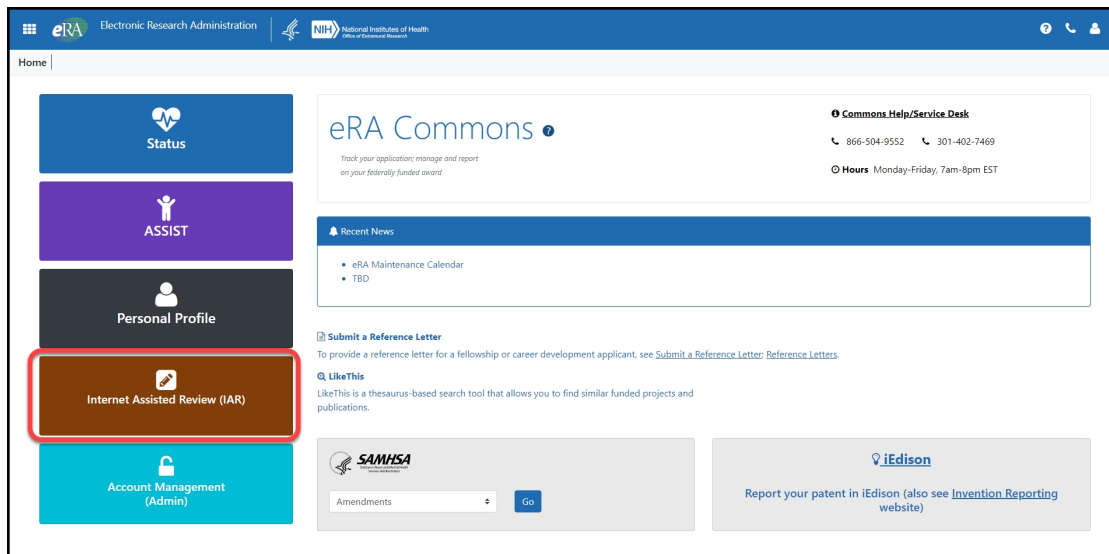 eRA Electronic Research Administration NIH National Institutes of Health
Office of Extramural Research
Home
Status
ASSIST
Personal Profile
Internet Assisted Review (IAR)
Account Management
(Admin)
eRA Commons
Track your application; manage and report
on your federally funded award
Commons Help/Service Desk
866-504-9552 301-402-7469
Hours Monday-Friday, 7am-8pm EST
Recent News
• eRA Maintenance Calendar
• TBD
Submit a Reference Letter
To provide a reference letter for a fellowship or career development applicant, see Submit a Reference Letter; Reference Letters.
LikeThis
LikeThis is a thesaurus-based search tool that allows you to find similar funded projects and
publications.
SAMHSA
Amendments Go
iEdison
Report your patent in iEdison (also see Invention Reporting
website)